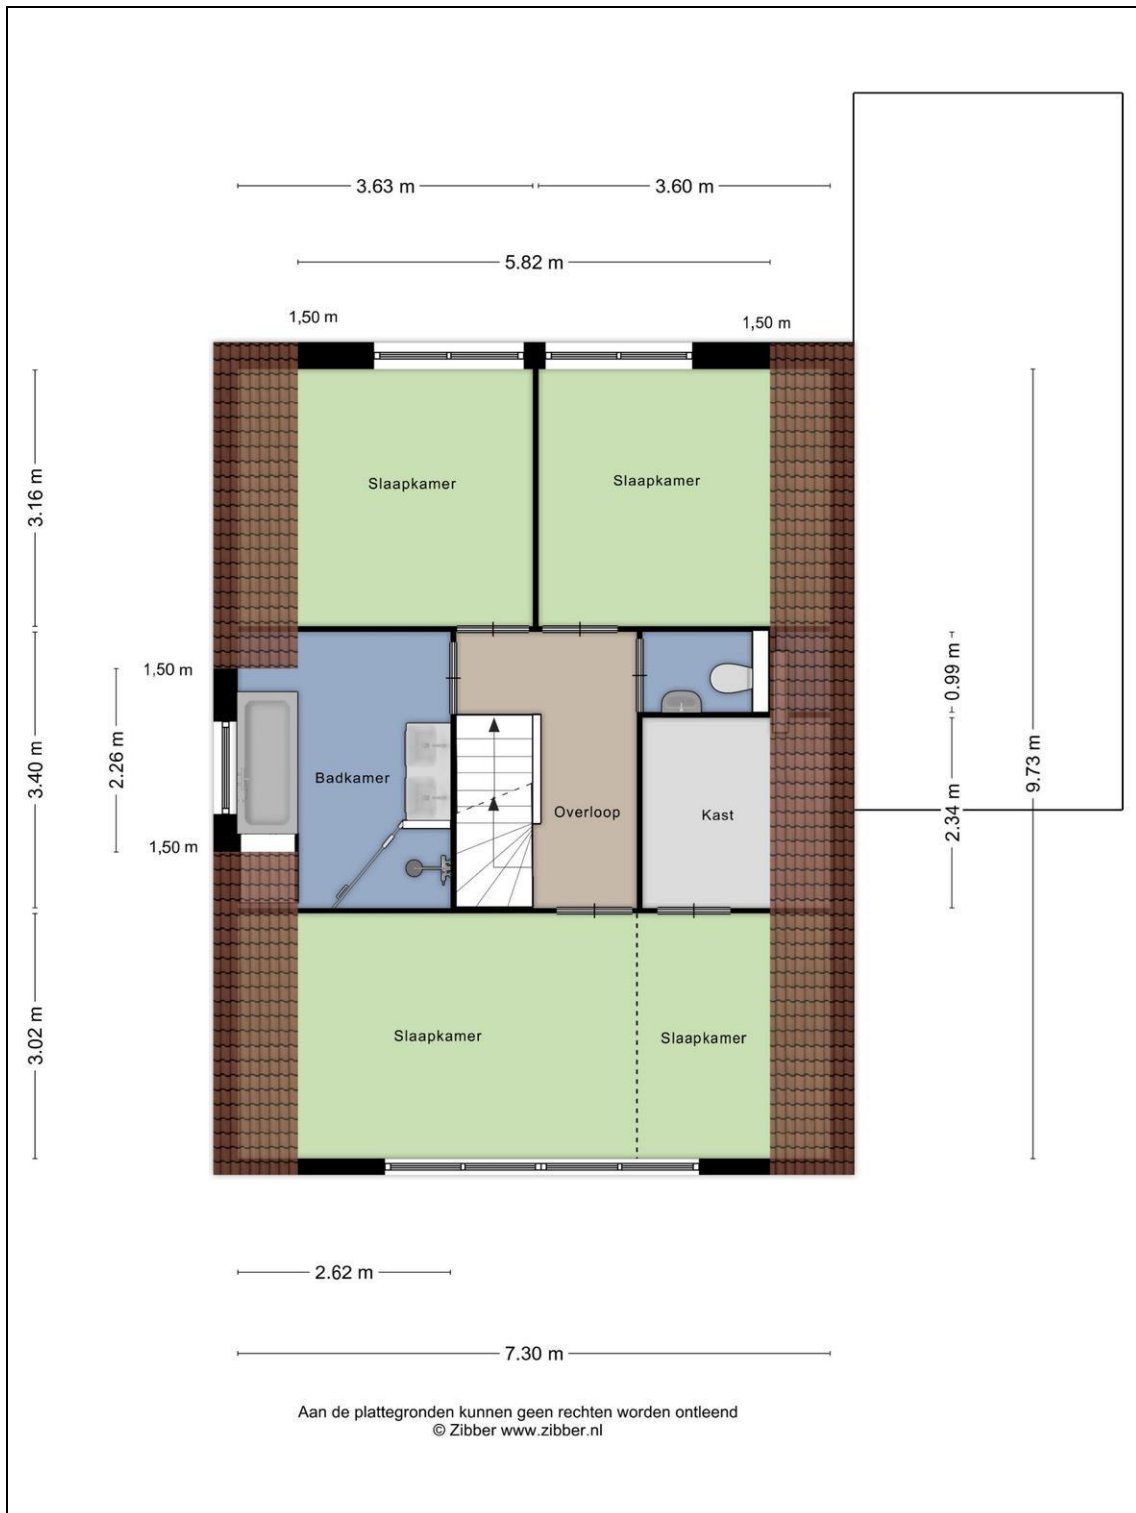 3.63 m
3.60 m
5.82 m
1,50 m
1,50 m
Slaapkamer
Slaapkamer
3.16 m
1,50 m
0.99 m
2.26 m
3.40 m
Badkamer
9.73 m
Overloop
Kast
2.34 m
1,50 m
3.02 m
Slaapkamer
Slaapkamer
2.62 m
7.30 m
Aan de plattegronden kunnen geen rechten worden ontleend
© Zibber www.zibber.nl